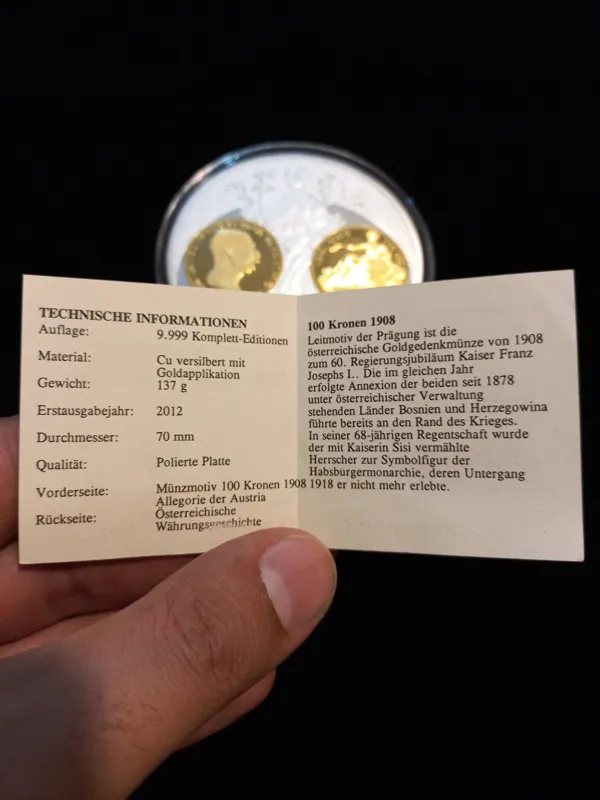 TECHNISCHE INFORMATIONEN
Auflage: 9.999 Komplett-Editionen
Material: Cu versilbert mit
Goldapplikation
Gewicht: 137 g
Erstausgabejahr: 2012
Durchmesser: 70 mm
Qualität: Polierte Platte
Vorderseite: Münzmotiv 100 Kronen 1908
Allegorie der Austria
Rückseite: Österreichische
Währungsgeschichte
100 Kronen 1908
Leitmotiv der Prägung ist die
österreichische Goldgedenkmünze von 1908
zum 60. Regierungsjubiläum Kaiser Franz
Josephs I.. Die im gleichen Jahr
erfolgte Annexion der beiden seit 1878
unter österreichischer Verwaltung
stehenden Länder Bosnien und Herzegowina
führte bereits an den Rand des Krieges.
In seiner 68-jährigen Regentschaft wurde
der mit Kaiserin Sisi vermählte
Herrscher zur Symbolfigur der
Habsburgermonarchie, deren Untergang
1918 er nicht mehr erlebte.